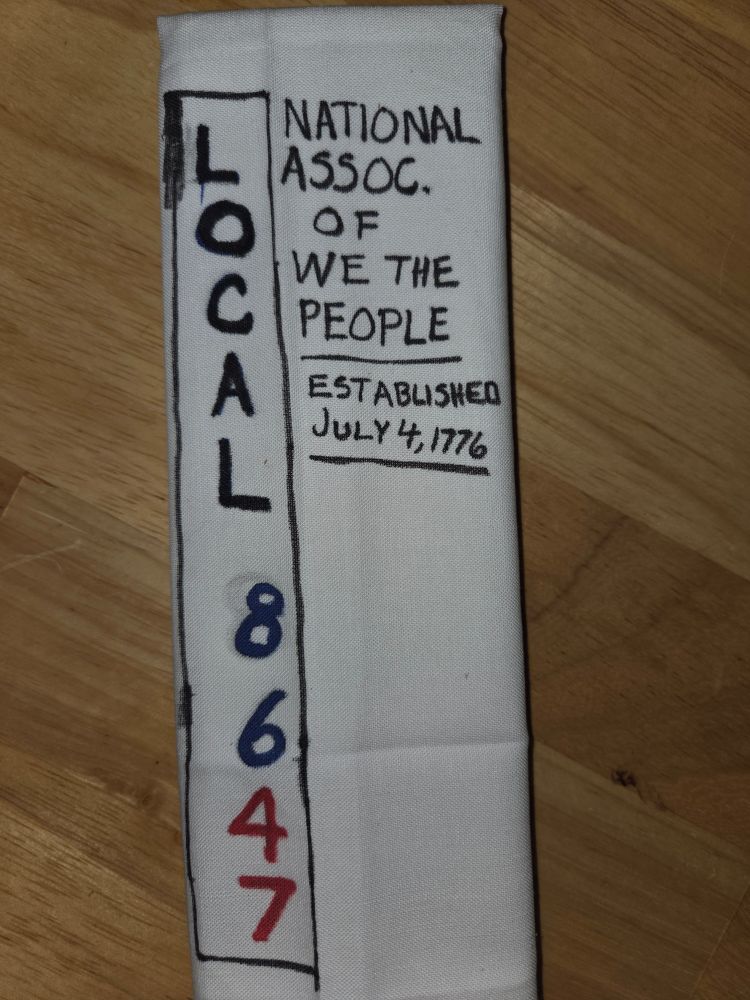 LOCAL 8647
NATIONAL
ASSOC.
OF
WE THE
PEOPLE
ESTABLISHED
JULY 4, 1776